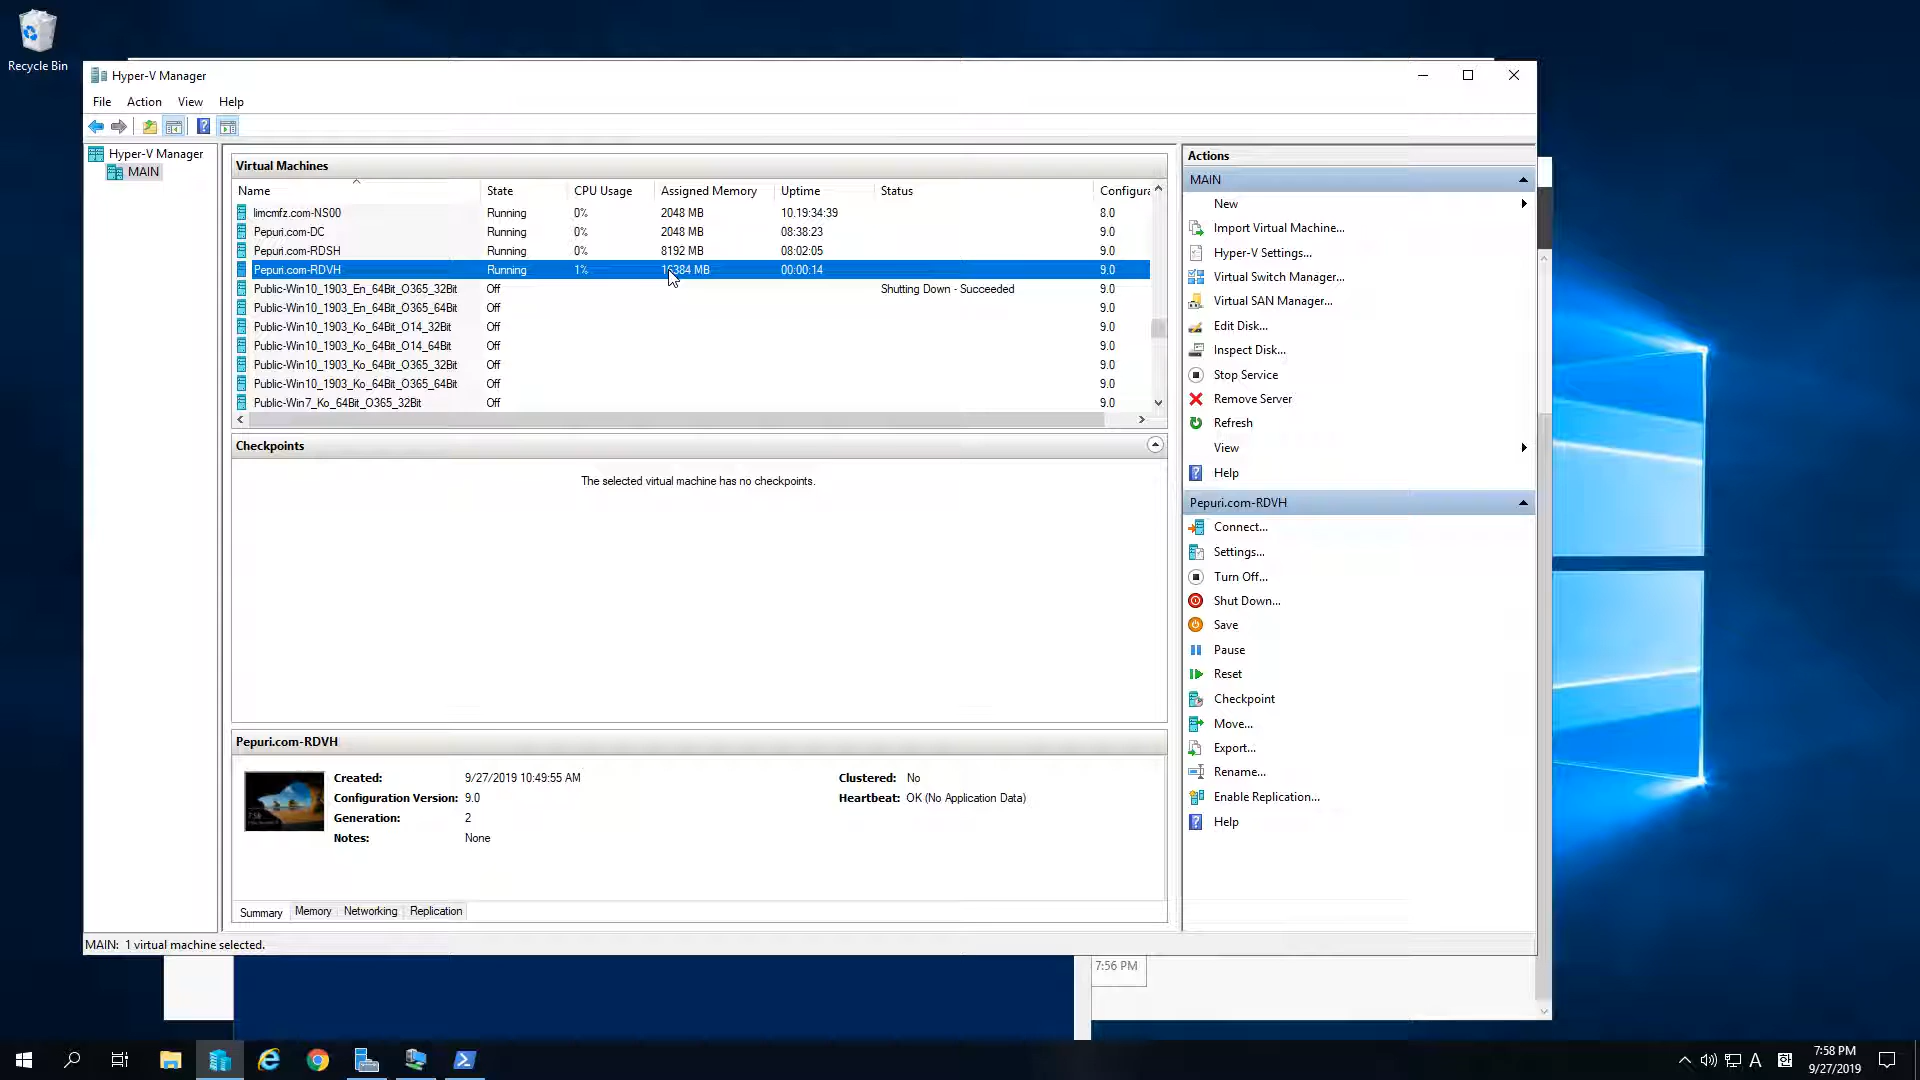 Recycle Bin
Hyper-V Manager
File Action View Help
Hyper-V Manager
MAIN
Virtual Machines
Name State CPU Usage Assigned Memory Uptime Status Configura
limcmfz.com-NS00 Running 0% 2048 MB 10.19:34:39 8.0
Pepuri.com-DC Running 0% 2048 MB 08:38:23 9.0
Pepuri.com-RDSH Running 0% 8192 MB 08:02:05 9.0
Pepuri.com-RDVH Running 1% 16384 MB 00:00:14 9.0
Public-Win10_1903_En_64Bit_O365_32Bit Off Shutting Down - Succeeded 9.0
Public-Win10_1903_En_64Bit_O365_64Bit Off 9.0
Public-Win10_1903_Ko_64Bit_O14_32Bit Off 9.0
Public-Win10_1903_Ko_64Bit_O14_64Bit Off 9.0
Public-Win10_1903_Ko_64Bit_O365_32Bit Off 9.0
Public-Win10_1903_Ko_64Bit_O365_64Bit Off 9.0
Public-Win7_Ko_64Bit_O365_32Bit Off 9.0
Checkpoints
The selected virtual machine has no checkpoints.
Pepuri.com-RDVH
Created: 9/27/2019 10:49:55 AM Clustered: No
Configuration Version: 9.0 Heartbeat: OK (No Application Data)
Generation: 2
Notes: None
Summary Memory Networking Replication
MAIN: 1 virtual machine selected.
Actions
MAIN
New
Import Virtual Machine...
Hyper-V Settings...
Virtual Switch Manager...
Virtual SAN Manager...
Edit Disk...
Inspect Disk...
Stop Service
Remove Server
Refresh
View
Help
Pepuri.com-RDVH
Connect...
Settings...
Turn Off...
Shut Down...
Save
Pause
Reset
Checkpoint
Move...
Export...
Rename...
Enable Replication...
Help
7:56 PM
A
7:58 PM
9/27/2019